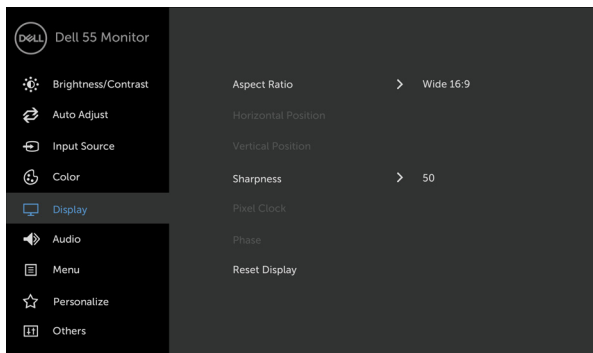 DELL Dell 55 Monitor
Brightness/Contrast
Auto Adjust
Input Source
Color
Display
Audio
Menu
Personalize
Others
Aspect Ratio > Wide 16:9
Horizontal Position
Vertical Position
Sharpness > 50
Pixel Clock
Phase
Reset Display